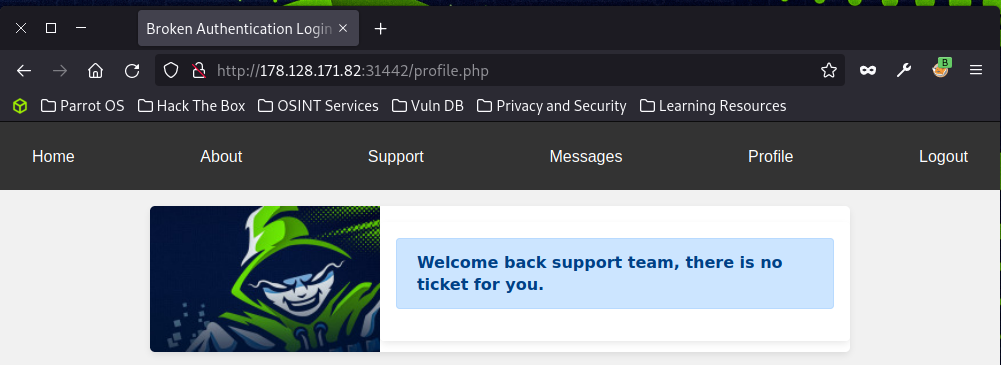 Broken Authentication Login
http://178.128.171.82:31442/profile.php
B
Parrot OS Hack The Box OSINT Services Vuln DB Privacy and Security Learning Resources
Home About Support Messages Profile Logout
Welcome back support team, there is no
ticket for you.